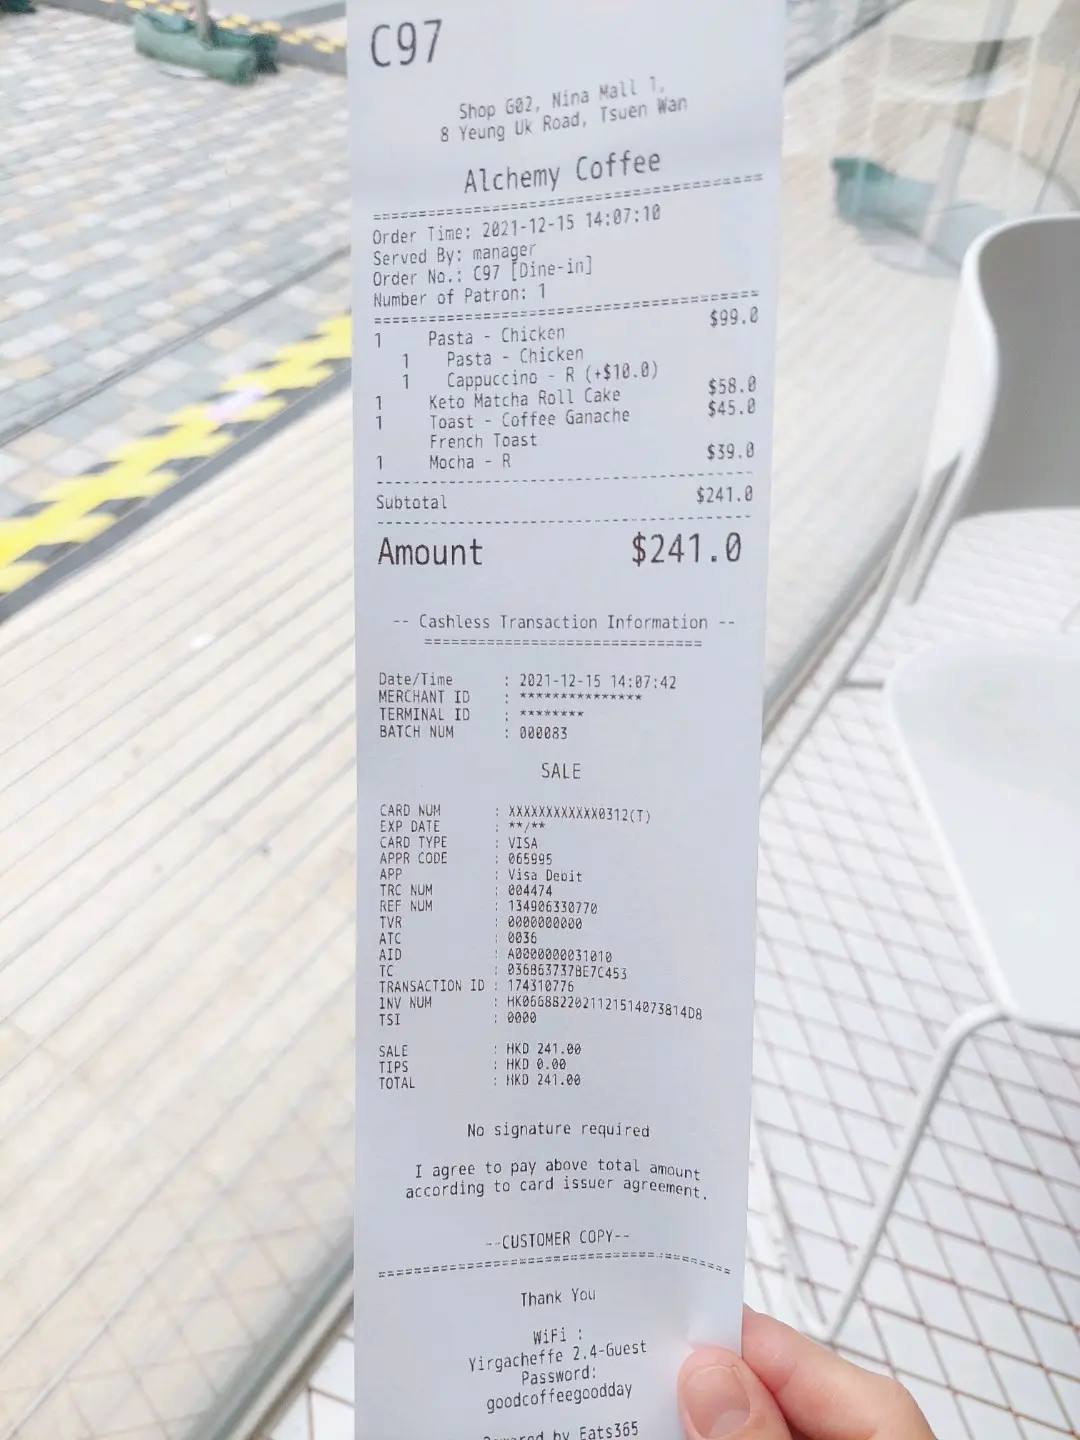 C97
Shop G02, Nina Mall 1,
8 Yeung Uk Road, Tsuen Wan
Alchemy Coffee
Order Time: 2021-12-15 14:07:10
Served By: manager
Order No.: C97 [Dine-in]
Number of Patron: 1
1 Pasta - Chicken $99.0
1 Pasta - Chicken
1 Cappuccino - R (+$10.0)
1 Keto Matcha Roll Cake $58.0
1 Toast - Coffee Ganache $45.0
French Toast
1 Mocha - R $39.0
Subtotal $241.0
Amount $241.0
-- Cashless Transaction Information --
Date/Time : 2021-12-15 14:07:42
MERCHANT ID : ***************
TERMINAL ID : ********
BATCH NUM : 000083
SALE
CARD NUM : XXXXXXXXXXXX0312(T)
EXP DATE : **/**
CARD TYPE : VISA
APPR CODE : 065995
APP : Visa Debit
TRC NUM : 004474
REF NUM : 134906330770
TVR : 0000000000
ATC : 0036
AID : A0000000031010
TC : 036863737BE7C453
TRANSACTION ID : 174310776
INV NUM : HK0668822021121514073814D8
TSI : 0000
SALE : HKD 241.00
TIPS : HKD 0.00
TOTAL : HKD 241.00
No signature required
I agree to pay above total amount
according to card issuer agreement.
--CUSTOMER COPY--
Thank You
WiFi :
Yirgacheffe 2.4-Guest
Password:
goodcoffeegoodday
Powered by Eats365